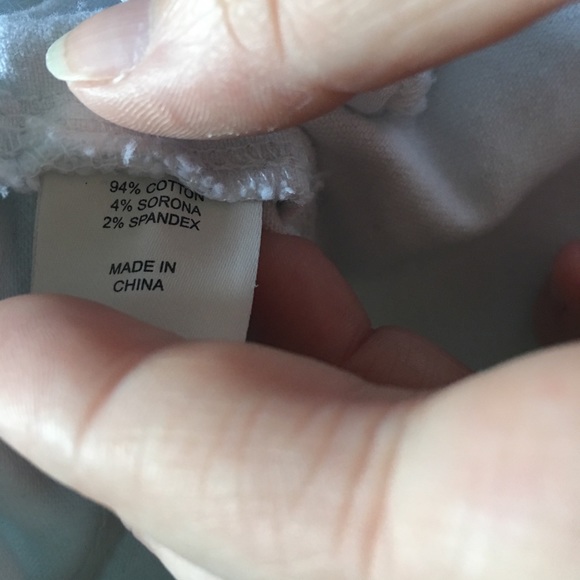 94% COTTON
4% SORONA
2% SPANDEX
MADE IN
CHINA